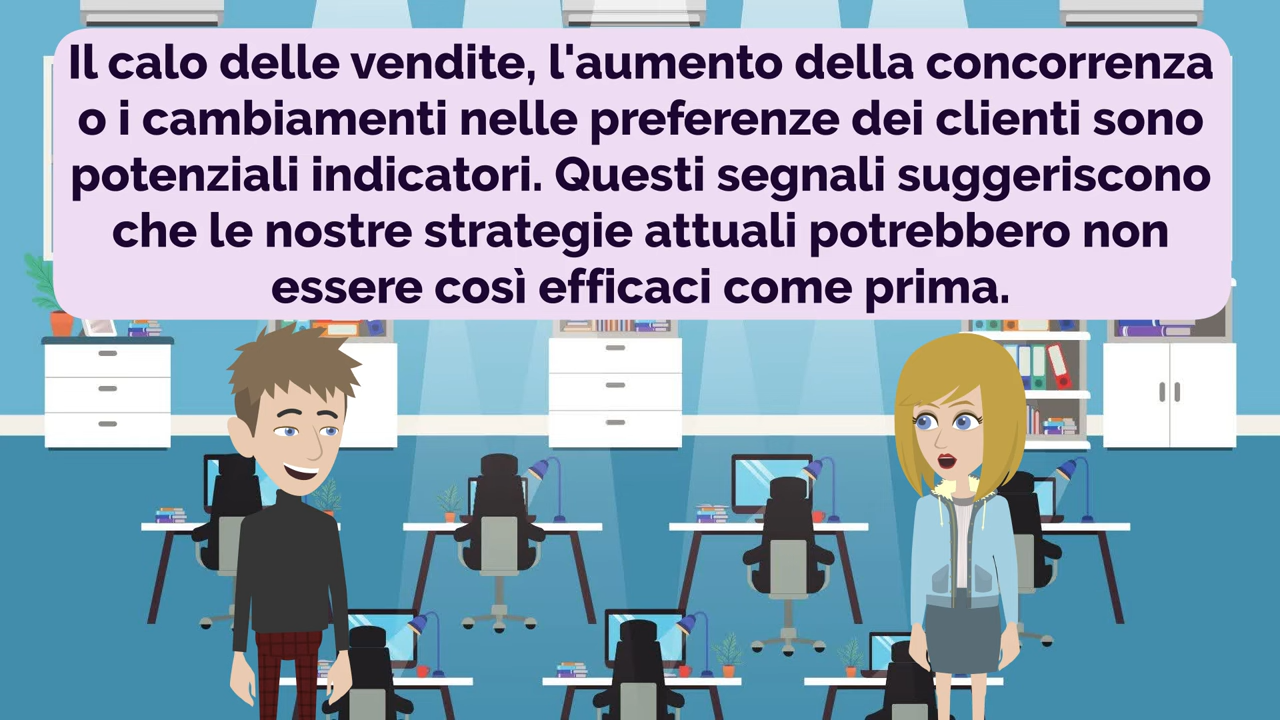 Il calo delle vendite, l'aumento della concorrenza
o i cambiamenti nelle preferenze dei clienti sono
potenziali indicatori. Questi segnali suggeriscono
che le nostre strategie attuali potrebbero non
essere così efficaci come prima.